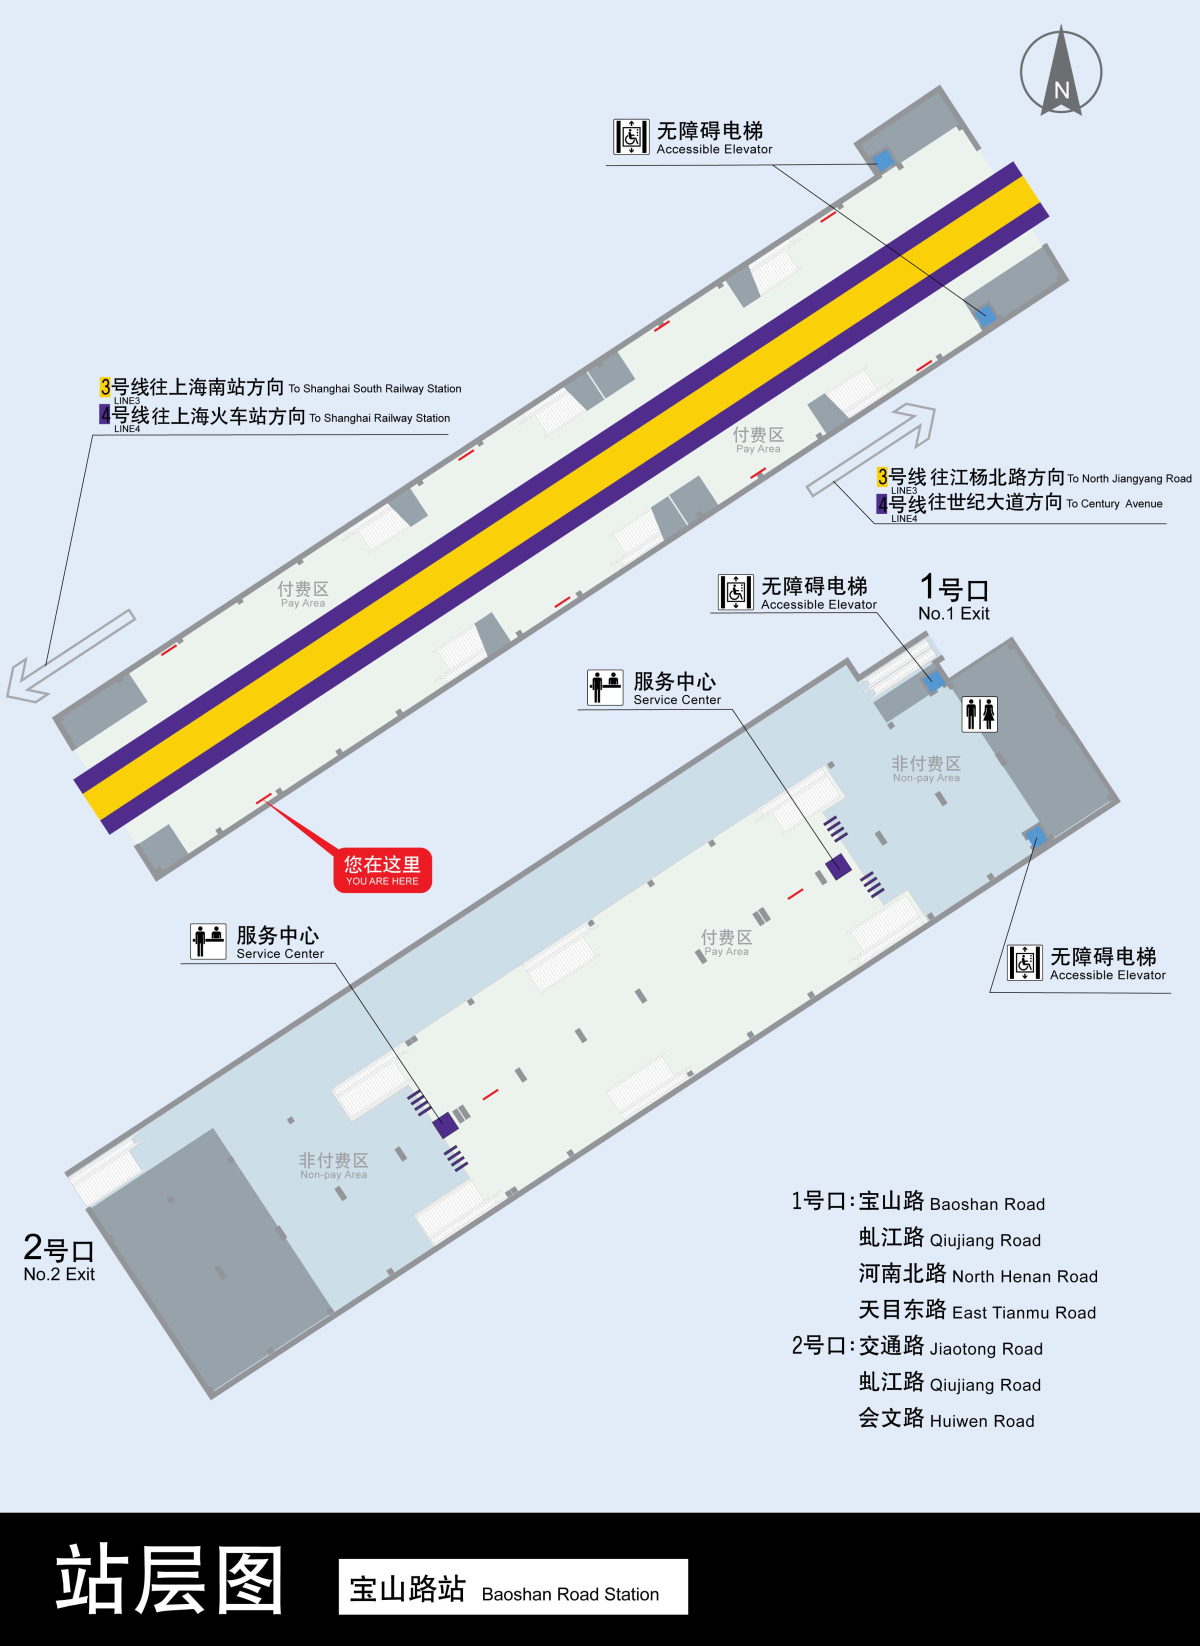 N
无障碍电梯
Accessible Elevator
3号线往上海南站方向 To Shanghai South Railway Station
LINE3
4号线往上海火车站方向 To Shanghai Railway Station
LINE4
付费区
Pay Area
3号线 往江杨北路方向 To North Jiangyang Road
LINE3
4号线 往世纪大道方向 To Century Avenue
LINE4
付费区
Pay Area
无障碍电梯
Accessible Elevator
1号口
No.1 Exit
服务中心
Service Center
非付费区
Non-pay Area
您在这里
YOU ARE HERE
服务中心
Service Center
付费区
Pay Area
无障碍电梯
Accessible Elevator
非付费区
Non-pay Area
2号口
No.2 Exit
1号口:宝山路 Baoshan Road
虬江路 Qiujiang Road
河南北路 North Henan Road
天目东路 East Tianmu Road
2号口:交通路 Jiaotong Road
虬江路 Qiujiang Road
会文路 Huiwen Road
站层图
宝山路站 Baoshan Road Station